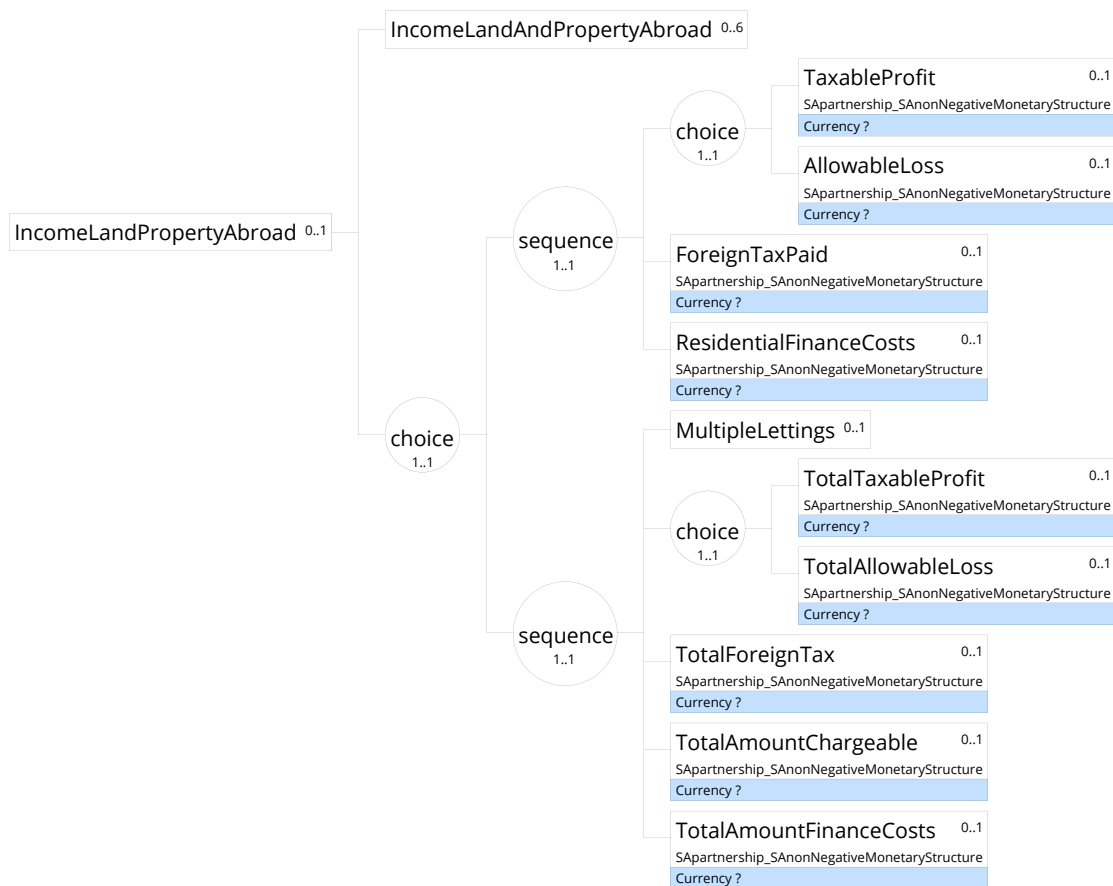 IncomeLandAndPropertyAbroad 0..6
TaxableProfit 0..1
SApartnership_SAnonNegativeMonetaryStructure
Currency ?
choice
1..1
AllowableLoss 0..1
SApartnership_SAnonNegativeMonetaryStructure
Currency ?
IncomeLandPropertyAbroad 0..1
sequence
1..1
ForeignTaxPaid 0..1
SApartnership_SAnonNegativeMonetaryStructure
Currency ?
ResidentialFinanceCosts 0..1
SApartnership_SAnonNegativeMonetaryStructure
Currency ?
choice
1..1
MultipleLettings 0..1
TotalTaxableProfit 0..1
SApartnership_SAnonNegativeMonetaryStructure
Currency ?
choice
1..1
TotalAllowableLoss 0..1
SApartnership_SAnonNegativeMonetaryStructure
Currency ?
sequence
1..1
TotalForeignTax 0..1
SApartnership_SAnonNegativeMonetaryStructure
Currency ?
TotalAmountChargeable 0..1
SApartnership_SAnonNegativeMonetaryStructure
Currency ?
TotalAmountFinanceCosts 0..1
SApartnership_SAnonNegativeMonetaryStructure
Currency ?